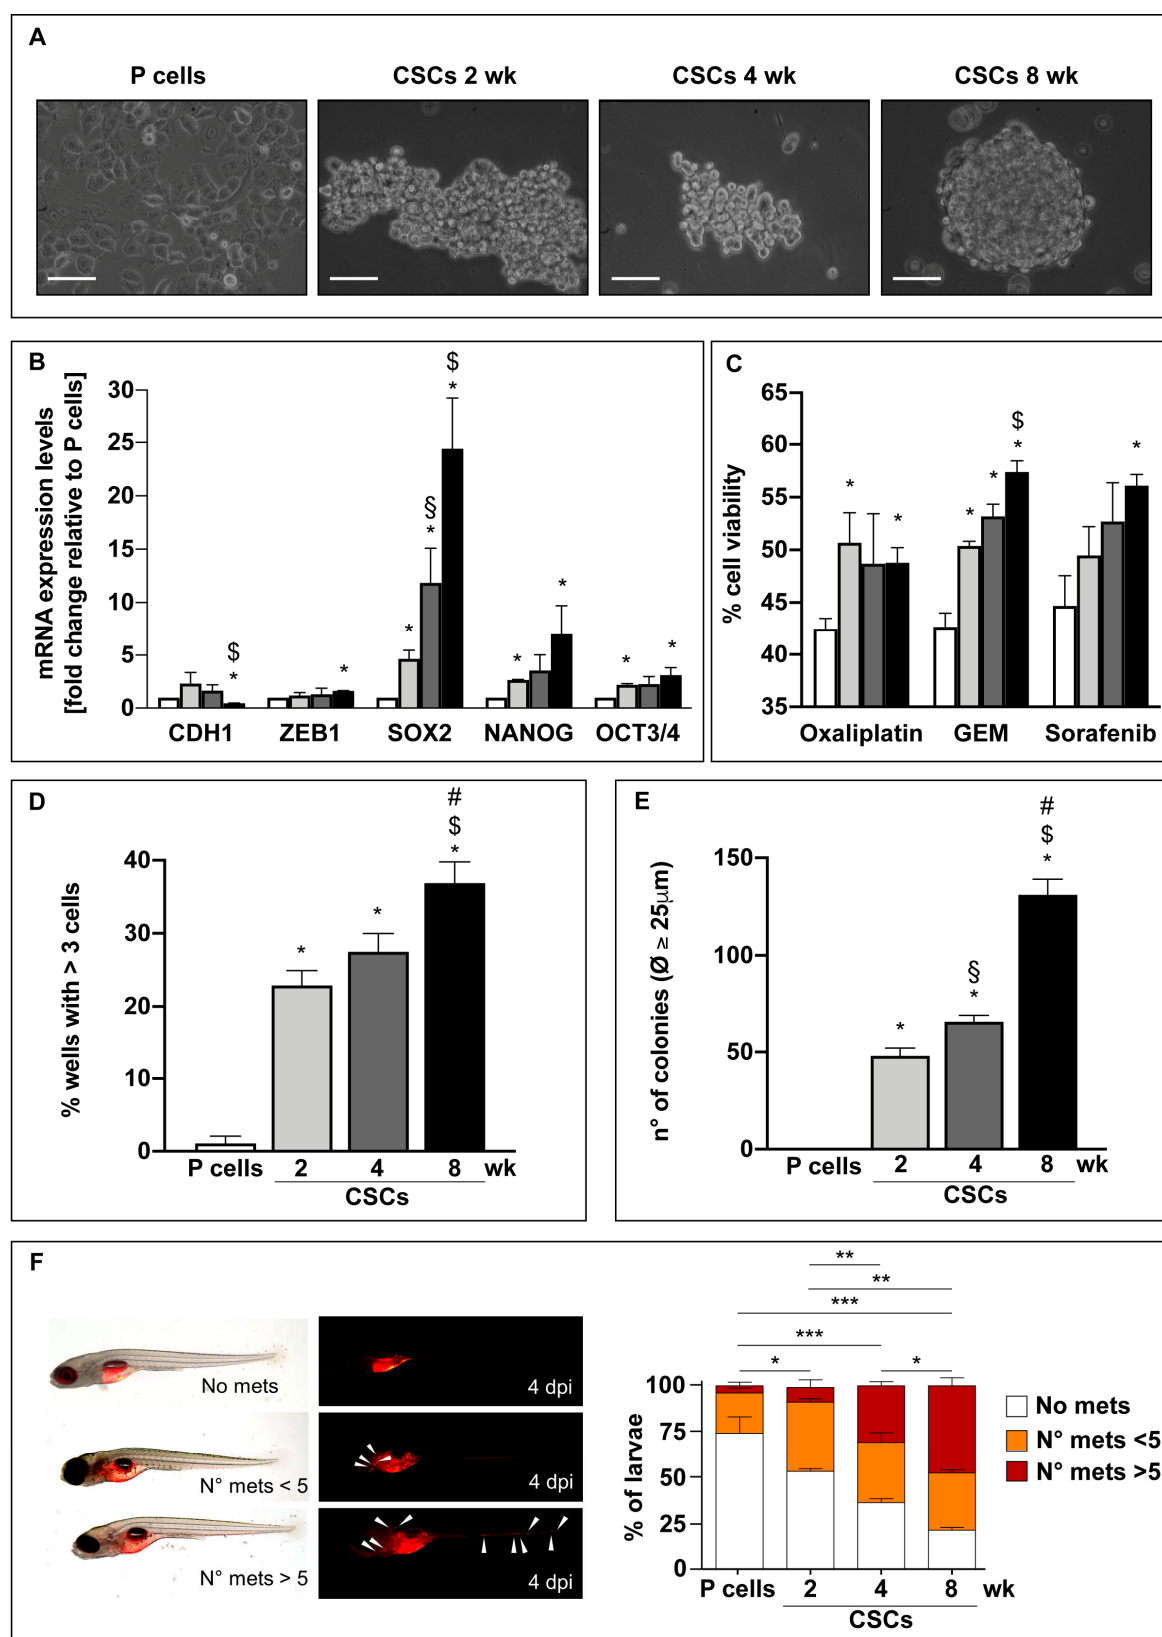 A
P cells
CSCs 2 wk
CSCs 4 wk
CSCs 8 wk
B
mRNA expression levels
[fold change relative to P cells]
30
25
20
15
10
5
0
$
*
*
*
§
*
$
*
*
*
*
*
CDH1
ZEB1
SOX2
NANOG
OCT3/4
C
% cell viability
65
60
55
50
45
40
35
*
*
*
*
$
*
*
Oxaliplatin
GEM
Sorafenib
D
% wells with > 3 cells
40
30
20
10
0
*
*
#
$
*
P cells
2
4
8
wk
CSCs
E
n° of colonies (Ø ≥ 25µm)
150
100
50
0
*
§
*
#
$
*
P cells
2
4
8
wk
CSCs
F
No mets
4 dpi
N° mets < 5
4 dpi
N° mets > 5
4 dpi
**
**
***
***
*
*
% of larvae
100
75
50
25
0
P cells
2
4
8
wk
CSCs
No mets
N° mets <5
N° mets >5